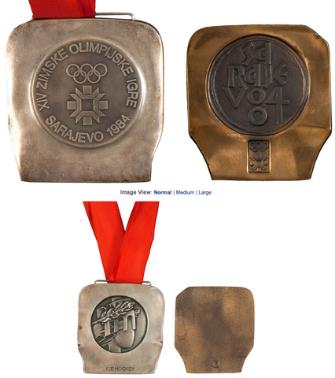 XIV ZIMSKE OLIMPIJSKE IGRE
SARAJEVO 1984
Image View: Normal | Medium | Large
ICE HOCKEY